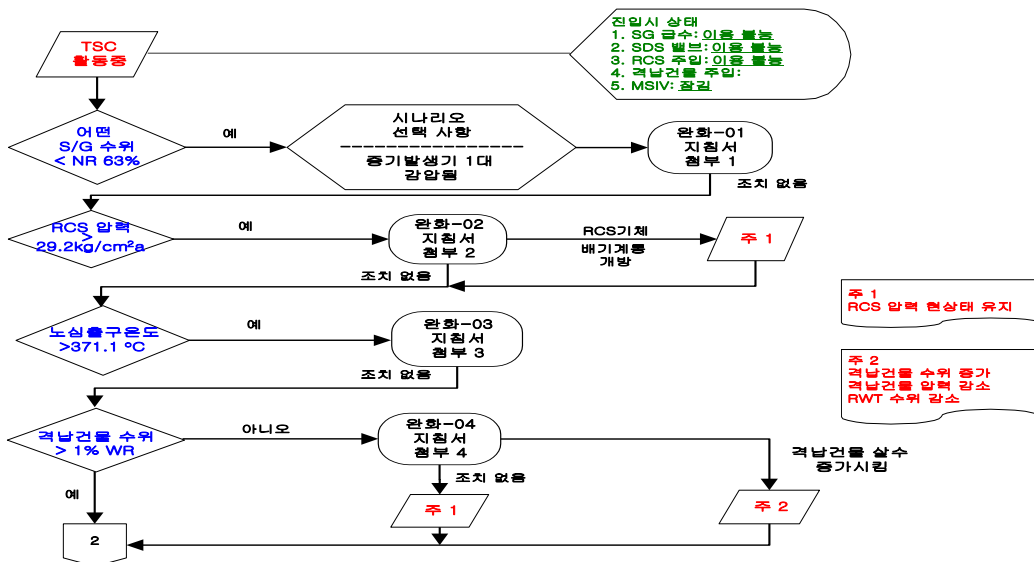 TSC
활동중
진입시 상태
1. SG 급수: 이용 불능
2. SDS 밸브: 이용 불능
3. RCS 주입: 이용 불능
4. 격납건물 주입:
5. MSIV: 잠김
어떤
S/G 수위
< NR 63%
예
시나리오
선택 사항
------------------
증기발생기 1대
감압됨
완화-01
지침서
첨부 1
조치 없음
RCS 압력
>
29.2kg/cm²a
예
완화-02
지침서
첨부 2
RCS기체
배기계통
개방
주 1
조치 없음
노심출구온도
>371.1 ºC
예
완화-03
지침서
첨부 3
조치 없음
주 1
RCS 압력 현상태 유지
주 2
격납건물 수위 증가
격납건물 압력 감소
RWT 수위 감소
격납건물 수위
> 1% WR
아니오
완화-04
지침서
첨부 4
격납건물 살수
증가시킴
조치 없음
예
주 1
주 2
2